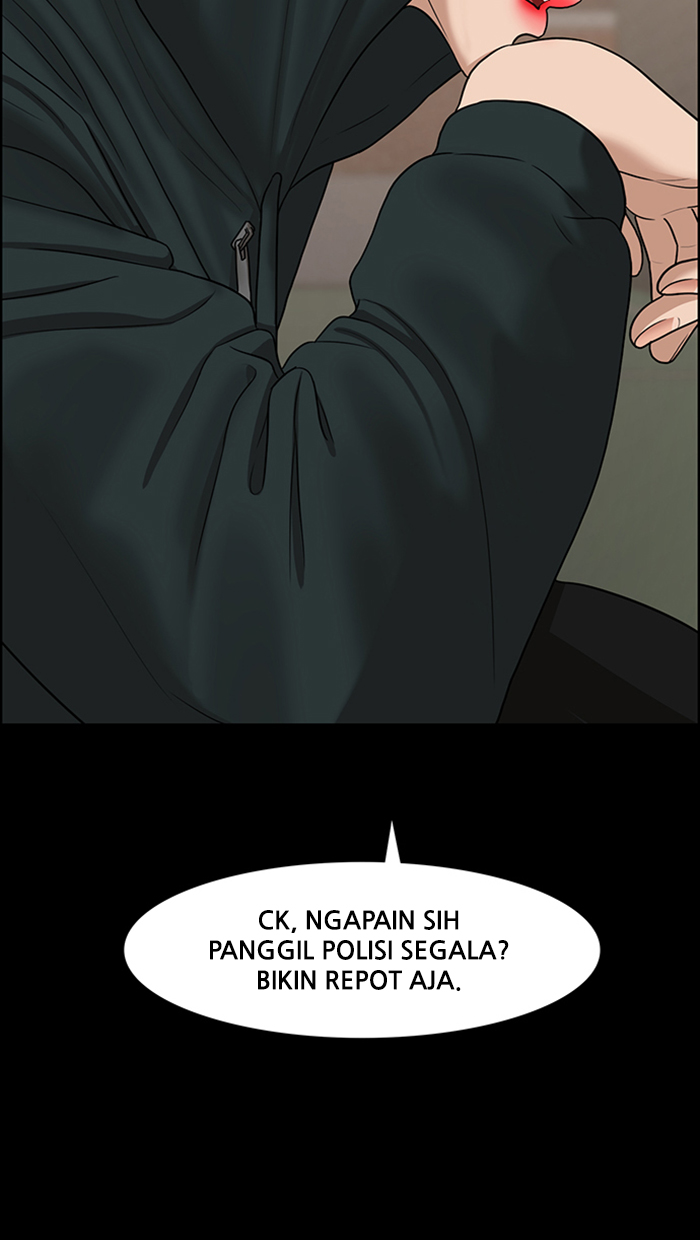 CK, NGAPAIN SIH
PANGGIL POLISI SEGALA?
BIKIN REPOT AJA.